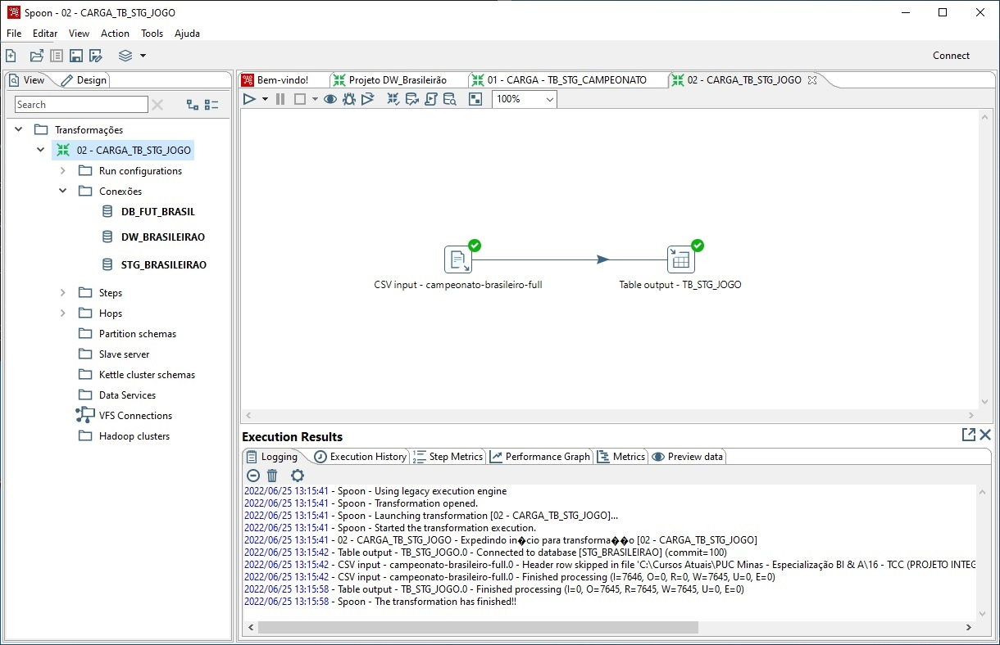 Spoon - 02 - CARGA_TB_STG_JOGO
File Editar View Action Tools Ajuda
Connect
View Design
Search
Transformações
02 - CARGA_TB_STG_JOGO
Run configurations
Conexões
DB_FUT_BRASIL
DW_BRASILEIRAO
STG_BRASILEIRAO
Steps
Hops
Partition schemas
Slave server
Kettle cluster schemas
Data Services
VFS Connections
Hadoop clusters
Bem-vindo! Projeto DW_Brasileirão 01 - CARGA - TB_STG_CAMPEONATO 02 - CARGA_TB_STG_JOGO
100%
CSV input - campeonato-brasileiro-full Table output - TB_STG_JOGO
Execution Results
Logging Execution History Step Metrics Performance Graph Metrics Preview data
2022/06/25 13:15:41 - Spoon - Using legacy execution engine
2022/06/25 13:15:41 - Spoon - Transformation opened.
2022/06/25 13:15:41 - Spoon - Launching transformation [02 - CARGA_TB_STG_JOGO]...
2022/06/25 13:15:41 - Spoon - Started the transformation execution.
2022/06/25 13:15:41 - 02 - CARGA_TB_STG_JOGO - Expedindo in�cio para transforma��o [02 - CARGA_TB_STG_JOGO]
2022/06/25 13:15:42 - Table output - TB_STG_JOGO.0 - Connected to database [STG_BRASILEIRAO] (commit=100)
2022/06/25 13:15:42 - CSV input - campeonato-brasileiro-full.0 - Header row skipped in file 'C:\Cursos Atuais\PUC Minas - Especialização BI & A\16 - TCC (PROJETO INTEG
2022/06/25 13:15:42 - CSV input - campeonato-brasileiro-full.0 - Finished processing (I=7646, O=0, R=0, W=7645, U=0, E=0)
2022/06/25 13:15:58 - Table output - TB_STG_JOGO.0 - Finished processing (I=0, O=7645, R=7645, W=7645, U=0, E=0)
2022/06/25 13:15:58 - Spoon - The transformation has finished!!